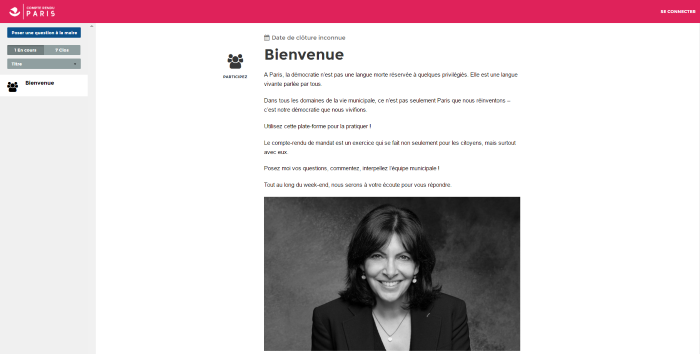 COMPTE RENDU
PARIS
SE CONNECTER
Poser une question à la maire
1 En cours
7 Clos
Titre
Bienvenue
PARTICIPEZ
Date de clôture inconnue
Bienvenue
A Paris, la démocratie n'est pas une langue morte réservée à quelques privilégiés. Elle est une langue
vivante parlée par tous.
Dans tous les domaines de la vie municipale, ce n'est pas seulement Paris que nous réinventons –
c'est notre démocratie que nous vivifions.
Utilisez cette plate-forme pour la pratiquer !
Le compte-rendu de mandat est un exercice qui se fait non seulement pour les citoyens, mais surtout
avec eux.
Posez moi vos questions, commentez, interpellez l'équipe municipale !
Tout au long du week-end, nous serons à votre écoute pour vous répondre.